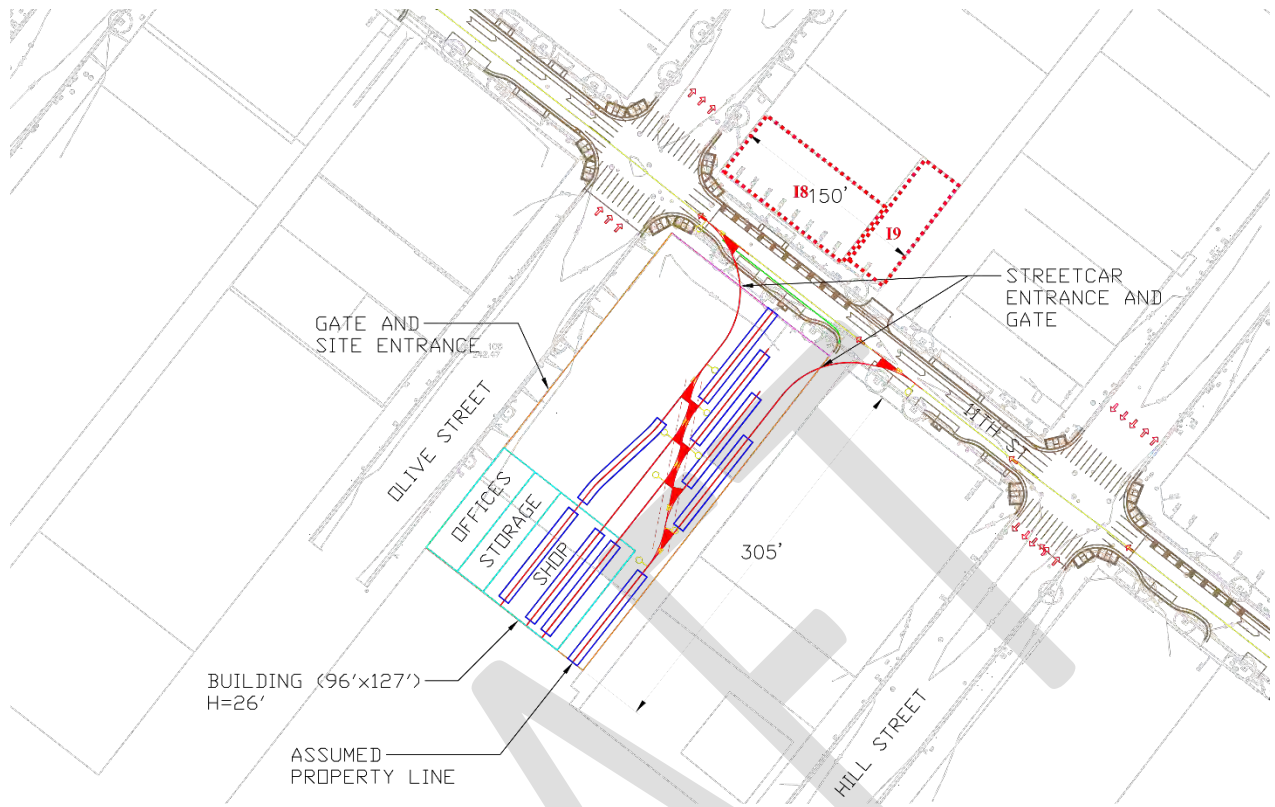 I8
150'
I9
STREETCAR
ENTRANCE AND
GATE
GATE AND
SITE ENTRANCE
OLIVE STREET
11TH ST
OFFICES
STORAGE
SHOP
305'
BUILDING (96'x127')
H=26'
ASSUMED
PROPERTY LINE
HILL STREET